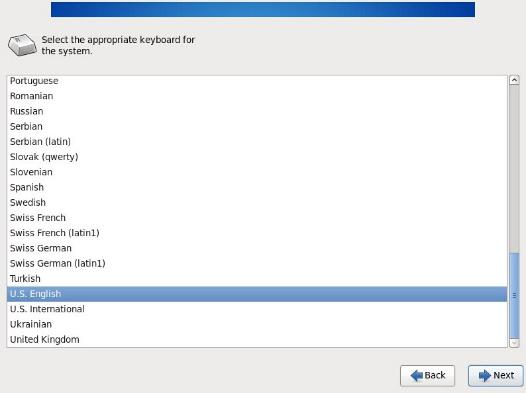 Select the appropriate keyboard for
the system.
Portuguese
Romanian
Russian
Serbian
Serbian (latin)
Slovak (qwerty)
Slovenian
Spanish
Swedish
Swiss French
Swiss French (latin1)
Swiss German
Swiss German (latin1)
Turkish
U.S. English
U.S. International
Ukrainian
United Kingdom
Back
Next